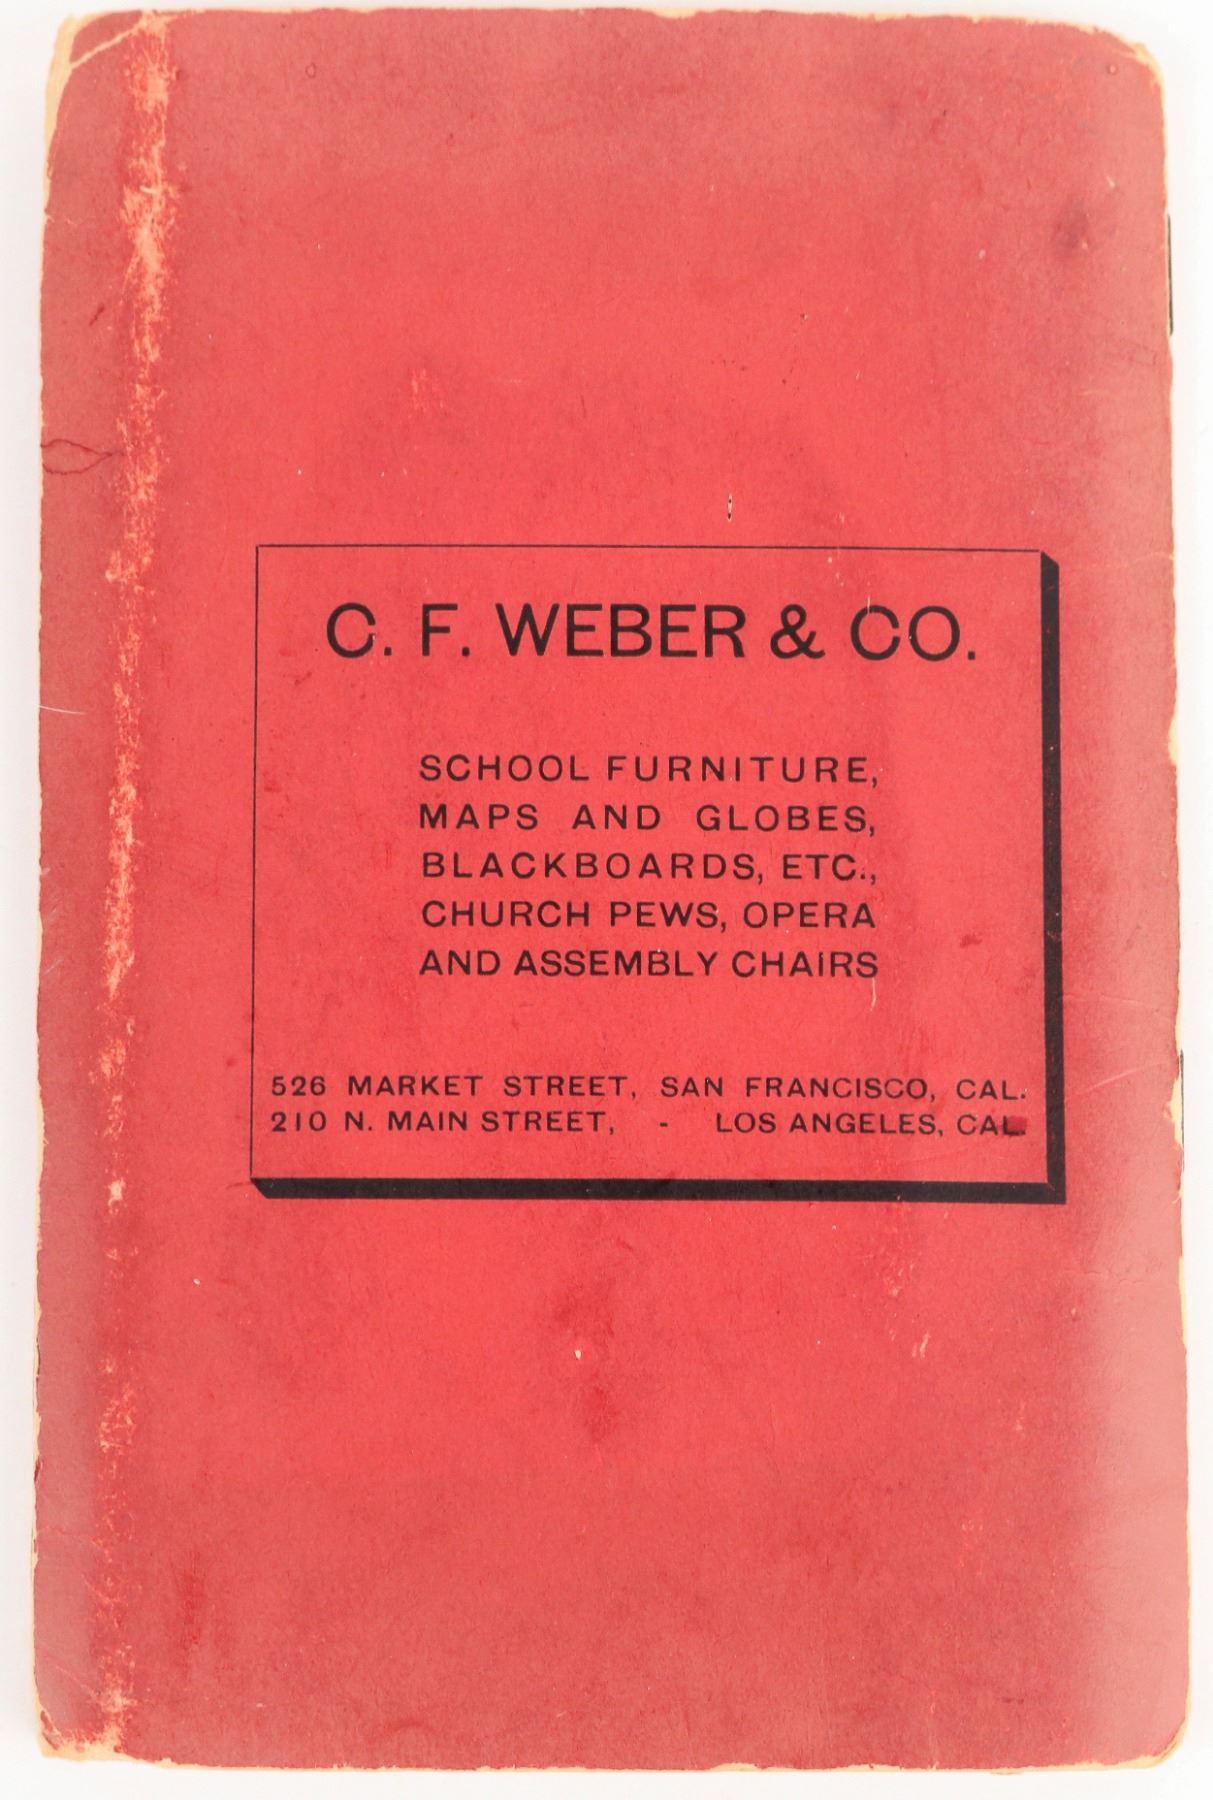 C. F. WEBER & CO.
SCHOOL FURNITURE,
MAPS AND GLOBES,
BLACKBOARDS, ETC.,
CHURCH PEWS, OPERA
AND ASSEMBLY CHAIRS
526 MARKET STREET, SAN FRANCISCO, CAL.
210 N. MAIN STREET, - LOS ANGELES, CAL